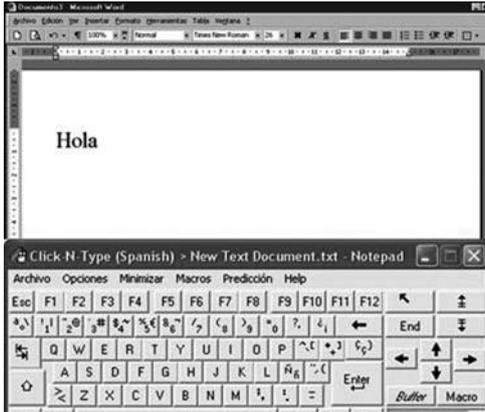 Documento3 - Microsoft Word
Archivo Edición Ver Insertar Formato Herramientas Tabla Ventana ?
100% Normal Times New Roman 26 N K S
Hola
Click-N-Type (Spanish) > New Text Document.txt - Notepad
Archivo Opciones Minimizar Macros Predicción Help
Esc F1 F2 F3 F4 F5 F6 F7 F8 F9 F10 F11 F12
End
Q W E R T Y U I O P
A S D F G H J K L Ñ Enter
Z X C V B N M Buffer Macro